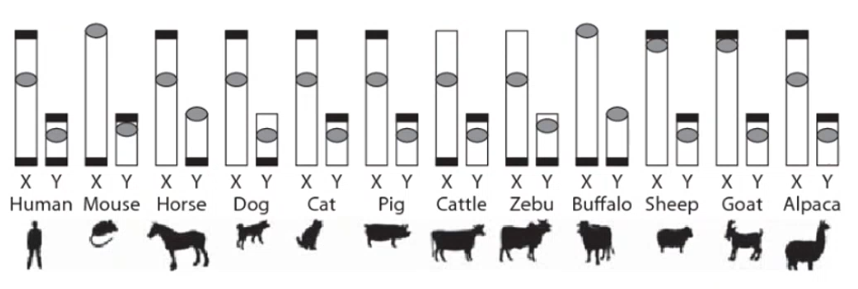 X Y X Y X Y X Y X Y X Y X Y X Y X Y X Y X Y X Y
Human Mouse Horse Dog Cat Pig Cattle Zebu Buffalo Sheep Goat Alpaca